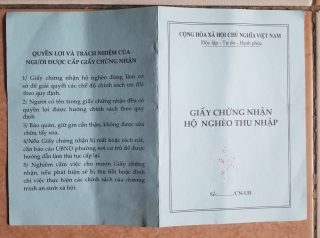 QUYỀN LỢI VÀ TRÁCH NHIỆM CỦA
NGƯỜI ĐƯỢC CẤP GIẤY CHỨNG NHẬN
1/ Giấy chứng nhận hộ nghèo dùng làm cơ
sở để giải quyết các chế độ chính sách ưu đãi
theo quy định.
2/ Người có tên trong giấy chứng nhận đều có
quyền lợi được hưởng chính sách theo quy
định
3/ Bảo quản, giữ gìn cẩn thận, không được sửa
chữa, tẩy xóa.
4/Nếu Giấy chứng nhận bị mất hoặc rách nát,
cần báo cáo UBND phường nơi cư trú để được
hướng dẫn làm thủ tục cấp lại.
5/ Nghiêm cấm việc cho mượn Giấy chứng
nhận, nếu phát hiện sẽ bị thu hồi hoặc đình
chỉ việc thực hiện các chính sách của chương
trình an sinh xã hội.
CỘNG HÒA XÃ HỘI CHỦ NGHĨA VIỆT NAM
Độc lập - Tự do - Hạnh phúc
GIẤY CHỨNG NHẬN
HỘ NGHÈO THU NHẬP
Số:............/CN-UB